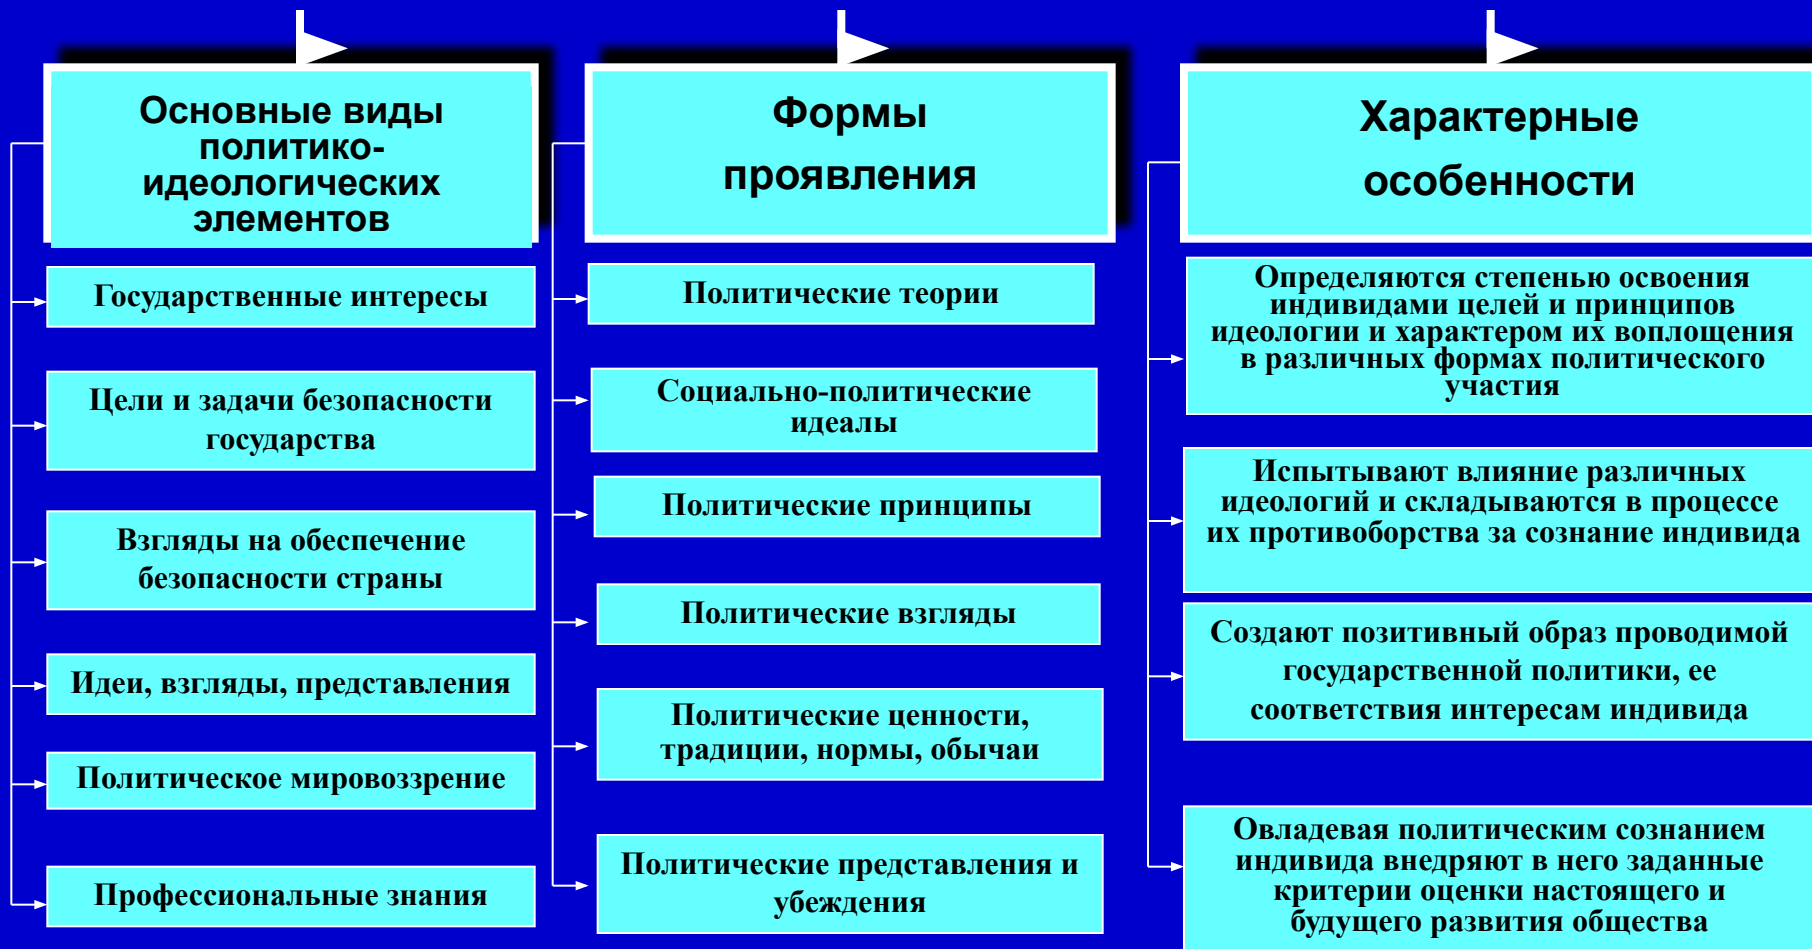 Основные виды
политико-
идеологических
элементов
Государственные интересы
Цели и задачи безопасности
государства
Взгляды на обеспечение
безопасности страны
Идеи, взгляды, представления
Политическое мировоззрение
Профессиональные знания
Формы
проявления
Политические теории
Социально-политические
идеалы
Политические принципы
Политические взгляды
Политические ценности,
традиции, нормы, обычаи
Политические представления и
убеждения
Характерные
особенности
Определяются степенью освоения
индивидами целей и принципов
идеологии и характером их воплощения
в различных формах политического
участия
Испытывают влияние различных
идеологий и складываются в процессе
их противоборства за сознание индивида
Создают позитивный образ проводимой
государственной политики, ее
соответствия интересам индивида
Овладевая политическим сознанием
индивида внедряют в него заданные
критерии оценки настоящего и
будущего развития общества